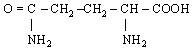 O = C – CH₂–CH₂–CH–COOH
NH₂ NH₂